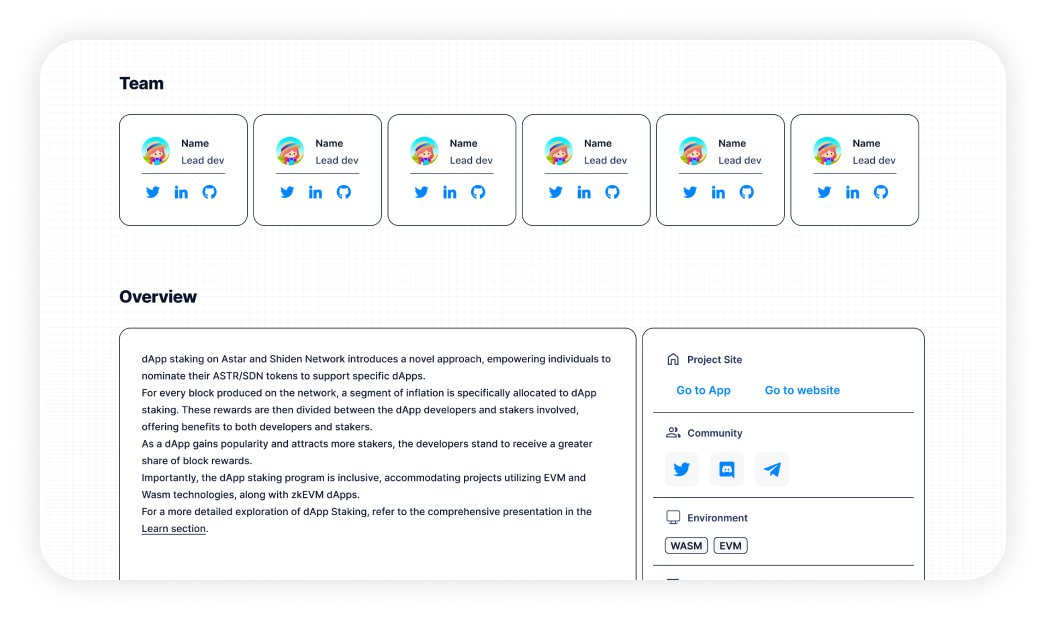 Team
Name
Lead dev
Name
Lead dev
Name
Lead dev
Name
Lead dev
Name
Lead dev
Name
Lead dev
Overview
dApp staking on Astar and Shiden Network introduces a novel approach, empowering individuals to
nominate their ASTR/SDN tokens to support specific dApps.
For every block produced on the network, a segment of inflation is specifically allocated to dApp
staking. These rewards are then divided between the dApp developers and stakers involved,
offering benefits to both developers and stakers.
As a dApp gains popularity and attracts more stakers, the developers stand to receive a greater
share of block rewards.
Importantly, the dApp staking program is inclusive, accommodating projects utilizing EVM and
Wasm technologies, along with zkEVM dApps.
For a more detailed exploration of dApp Staking, refer to the comprehensive presentation in the
Learn section.
Project Site
Go to App Go to website
Community
Environment
WASM EVM